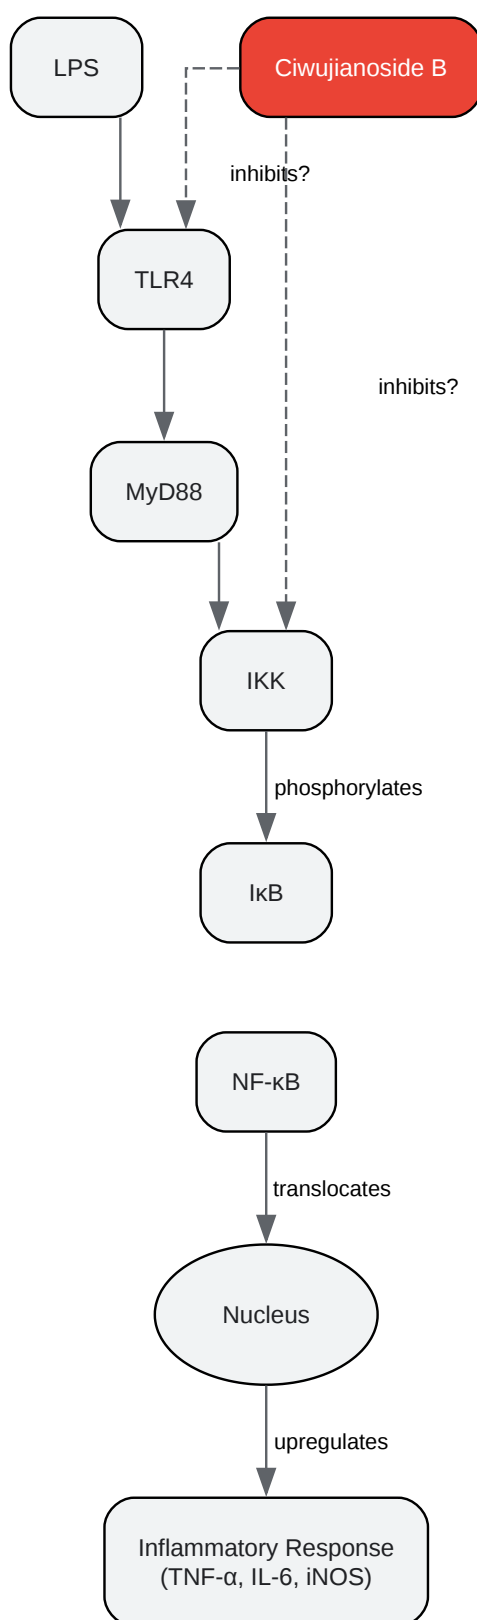 LPS
Ciwujianoside B
inhibits?
TLR4
inhibits?
MyD88
IKK
phosphorylates
IκB
NF-κB
translocates
Nucleus
upregulates
Inflammatory Response
(TNF-α, IL-6, iNOS)